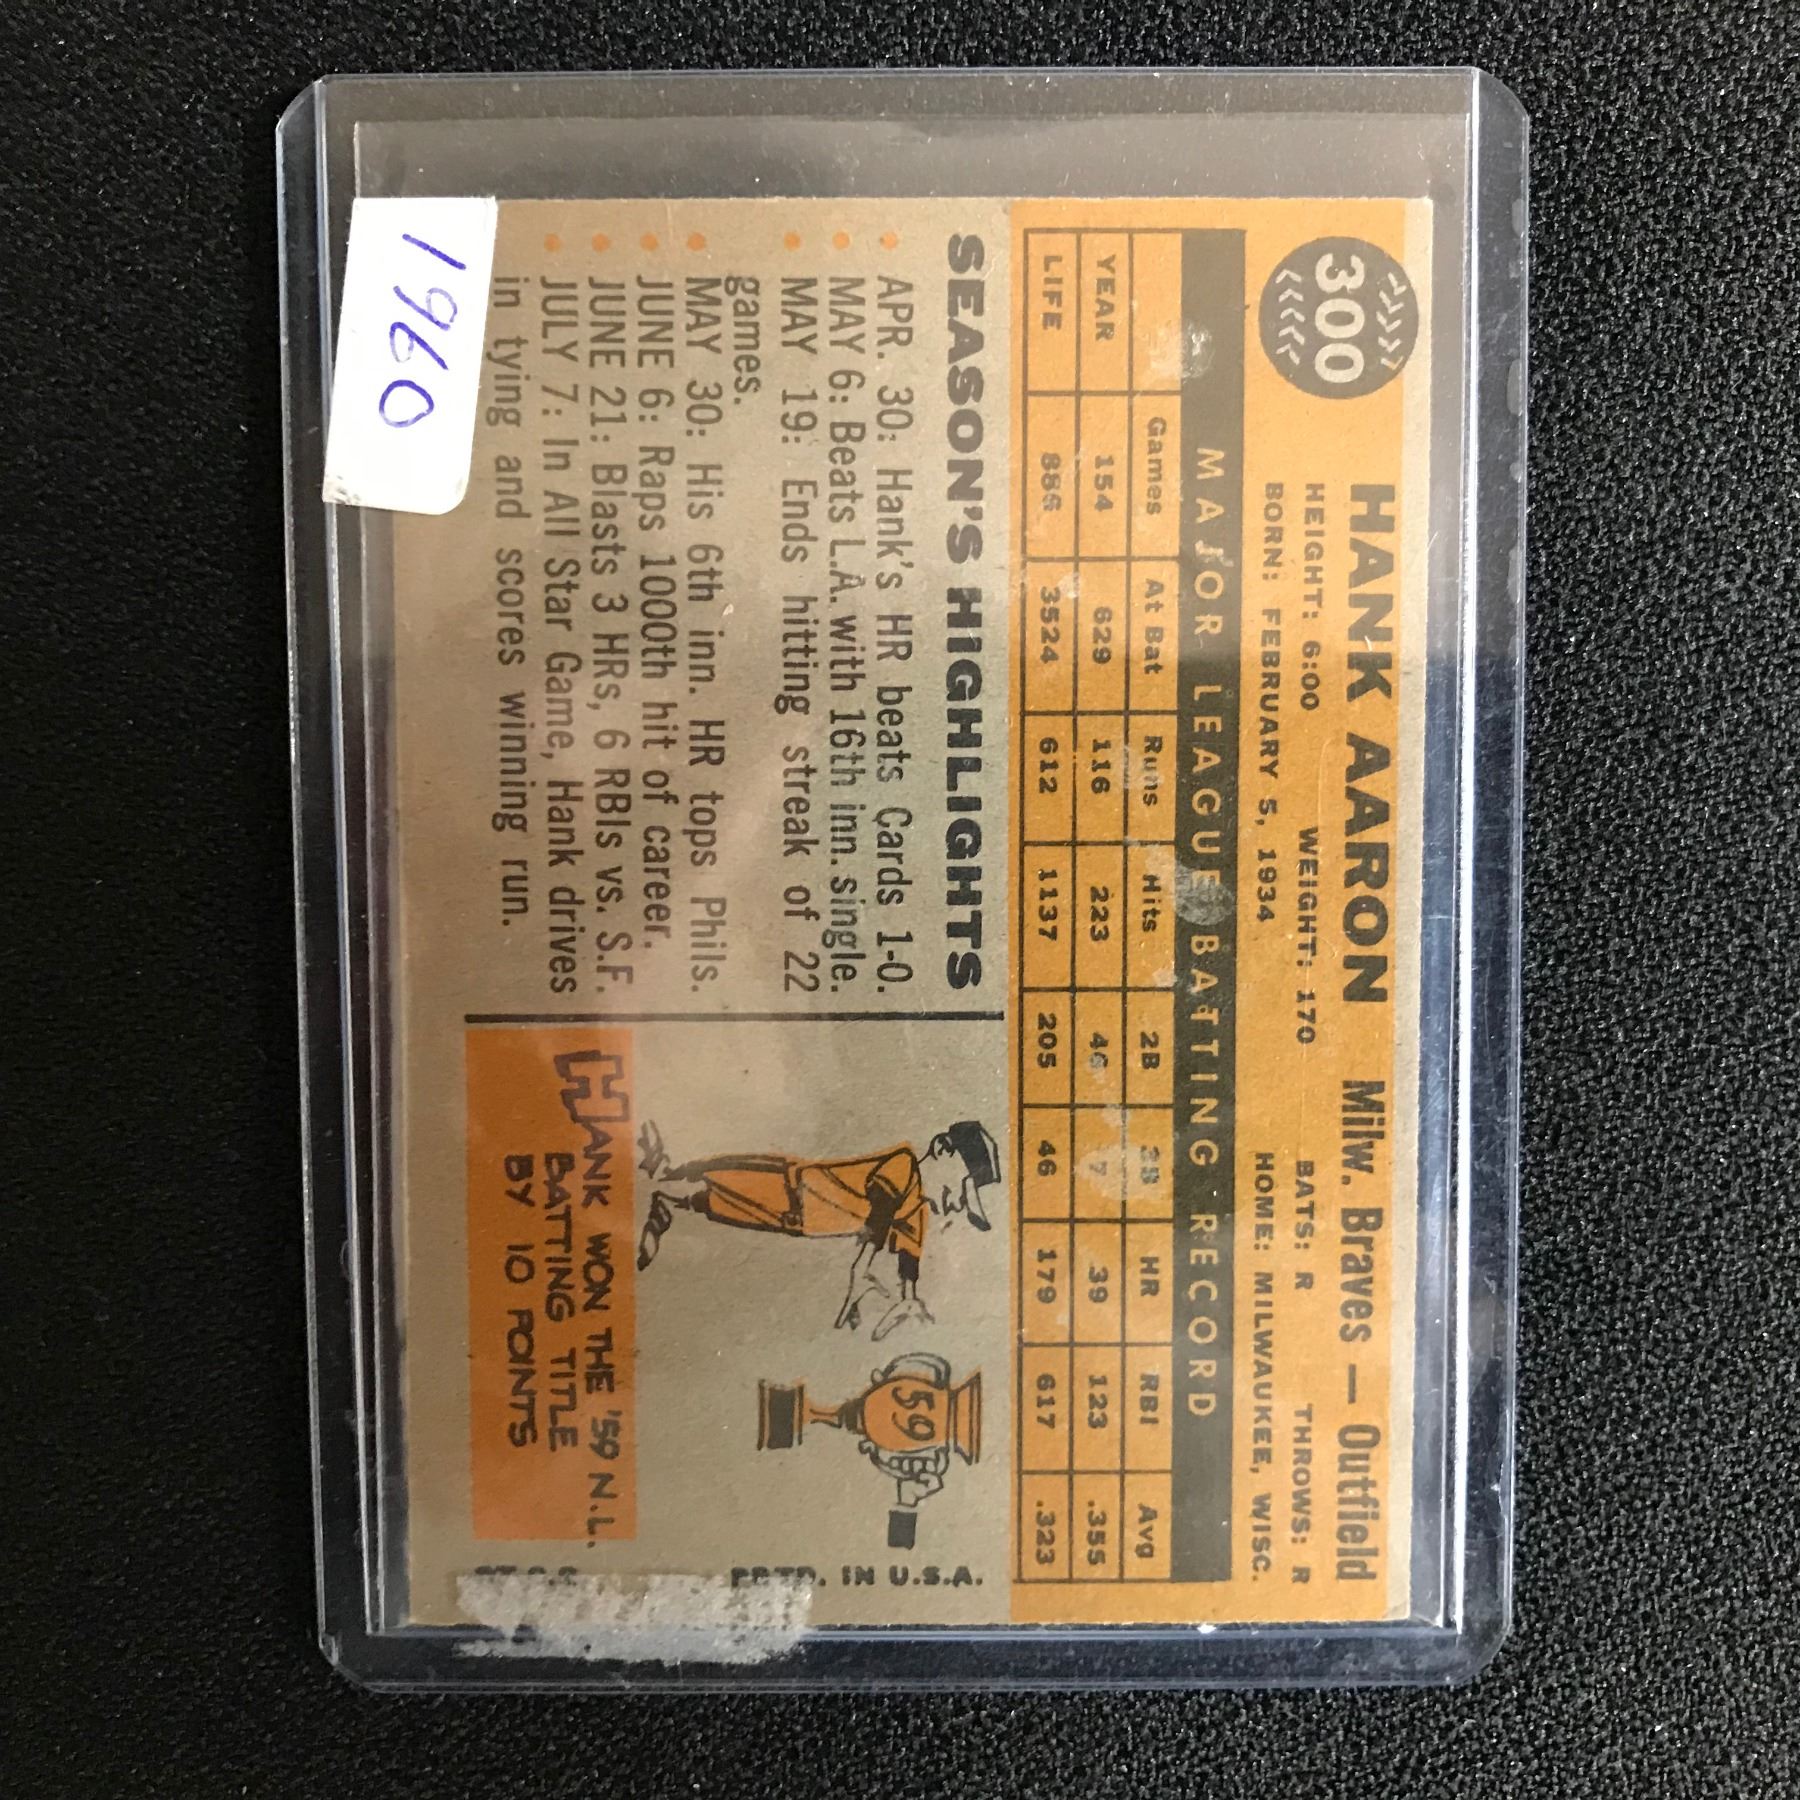 1960
300
HANK AARON Milw. Braves — Outfield
HEIGHT: 6:00 WEIGHT: 170 BATS: R THROWS: R
BORN: FEBRUARY 5, 1934 HOME: MILWAUKEE, WISC.
MAJOR LEAGUE BATTING RECORD
Games At Bat Runs Hits 2B 3B HR RBI Avg
YEAR 154 629 116 223 46 7 39 123 .355
LIFE 886 3524 612 1137 205 46 179 617 .323
SEASON'S HIGHLIGHTS
• APR. 30: Hank's HR beats Cards 1-0.
• MAY 6: Beats L.A. with 16th inn. single.
• MAY 19: Ends hitting streak of 22
games.
• MAY 30: His 6th inn. HR tops Phils.
• JUNE 6: Raps 1000th hit of career.
• JUNE 21: Blasts 3 HRs, 6 RBIs vs. S.F.
• JULY 7: In All Star Game, Hank drives
in tying and scores winning run.
59
HANK WON THE '59 N.L.
BATTING TITLE
BY 10 POINTS
PRTD. IN U.S.A.